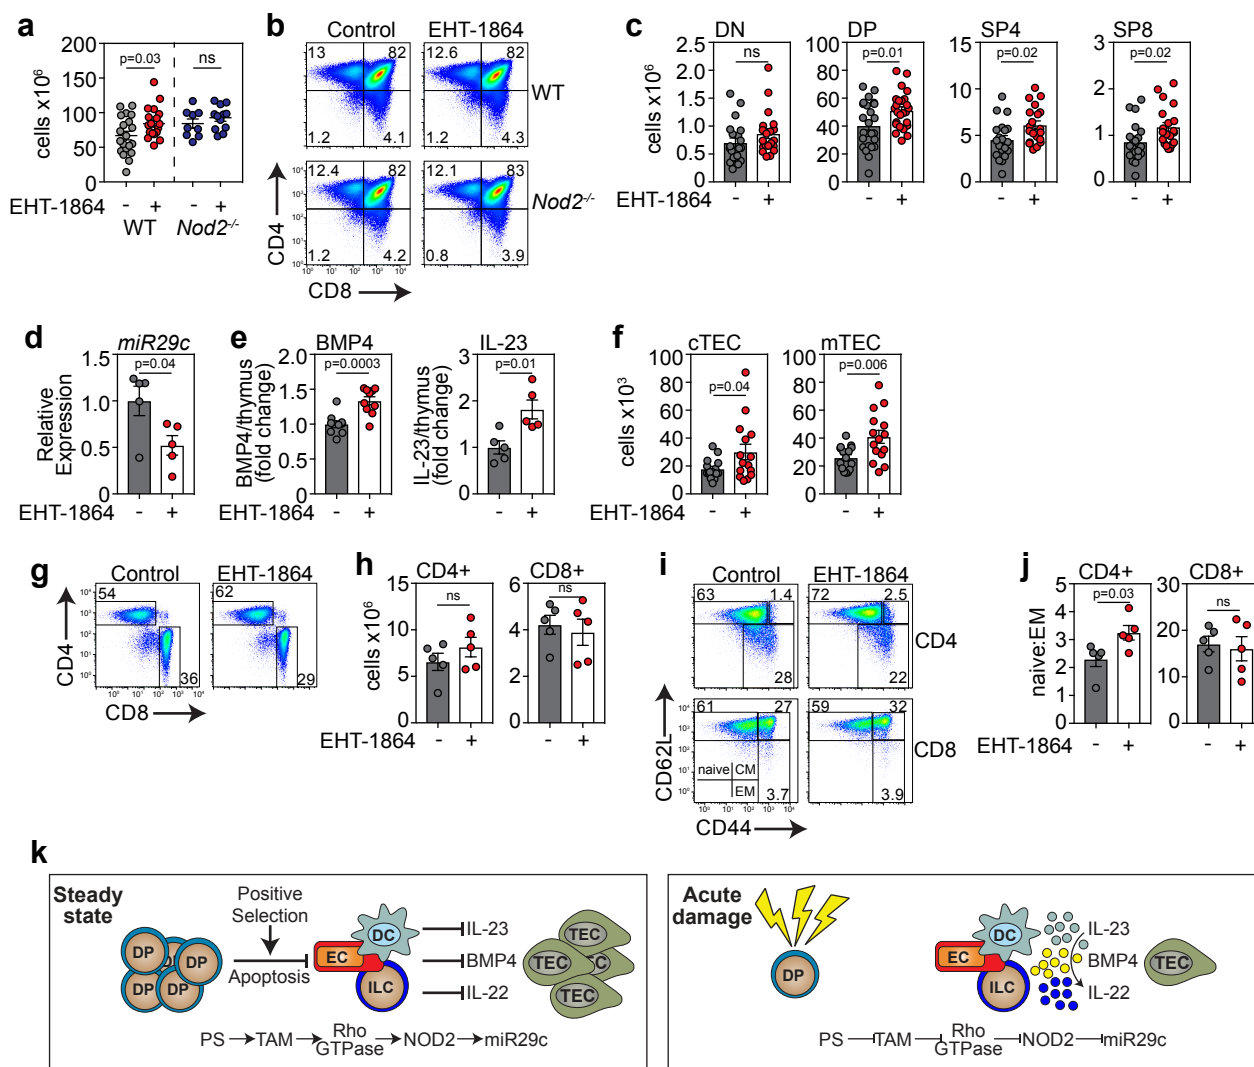 a
200
150
100
50
0
cells x10⁶
p=0.03
ns
EHT-1864
- + - +
WT Nod2-/-
b
Control EHT-1864
13 82 12.6 82
WT
1.2 4.1 1.2 4.3
12.4 82 12.1 83
Nod2-/-
1.2 4.2 0.8 3.9
CD4
CD8
c
DN DP SP4 SP8
cells x10⁶
2.5
2.0
1.5
1.0
0.5
0.0
ns
100
80
60
40
20
0
p=0.01
15
10
5
0
p=0.02
3
2
1
0
p=0.02
EHT-1864
- + - + - + - +
d
miR29c
Relative
Expression
1.5
1.0
0.5
0.0
p=0.04
EHT-1864
- +
e
BMP4 IL-23
BMP4/thymus
(fold change)
2.0
1.5
1.0
0.5
0.0
p=0.0003
IL-23/thymus
(fold change)
3
2
1
0
p=0.01
EHT-1864
- + - +
f
cTEC mTEC
cells x10³
100
80
60
40
20
0
p=0.04
100
80
60
40
20
0
p=0.006
EHT-1864
- + - +
g
Control EHT-1864
54 62
36 29
CD4
CD8
h
CD4+ CD8+
cells x10⁶
15
10
5
0
ns
6
4
2
0
ns
EHT-1864
- + - +
i
Control EHT-1864
63 1.4 72 2.5
CD4
28 22
61 27 59 32
CD8
naive CM
EM
3.7 3.9
CD62L
CD44
j
CD4+ CD8+
naive:EM
5
4
3
2
1
0
p=0.03
30
20
10
0
ns
EHT-1864
- + - +
k
Steady
state
Positive
Selection
Apoptosis
DP DP
DP DP
DC
EC
ILC
IL-23
BMP4
IL-22
TEC
TEC
TEC
PS TAM Rho
GTPase NOD2 miR29c
Acute
damage
DP
DC
EC
ILC
IL-23
BMP4
IL-22
TEC
PS TAM Rho
GTPase NOD2 miR29c